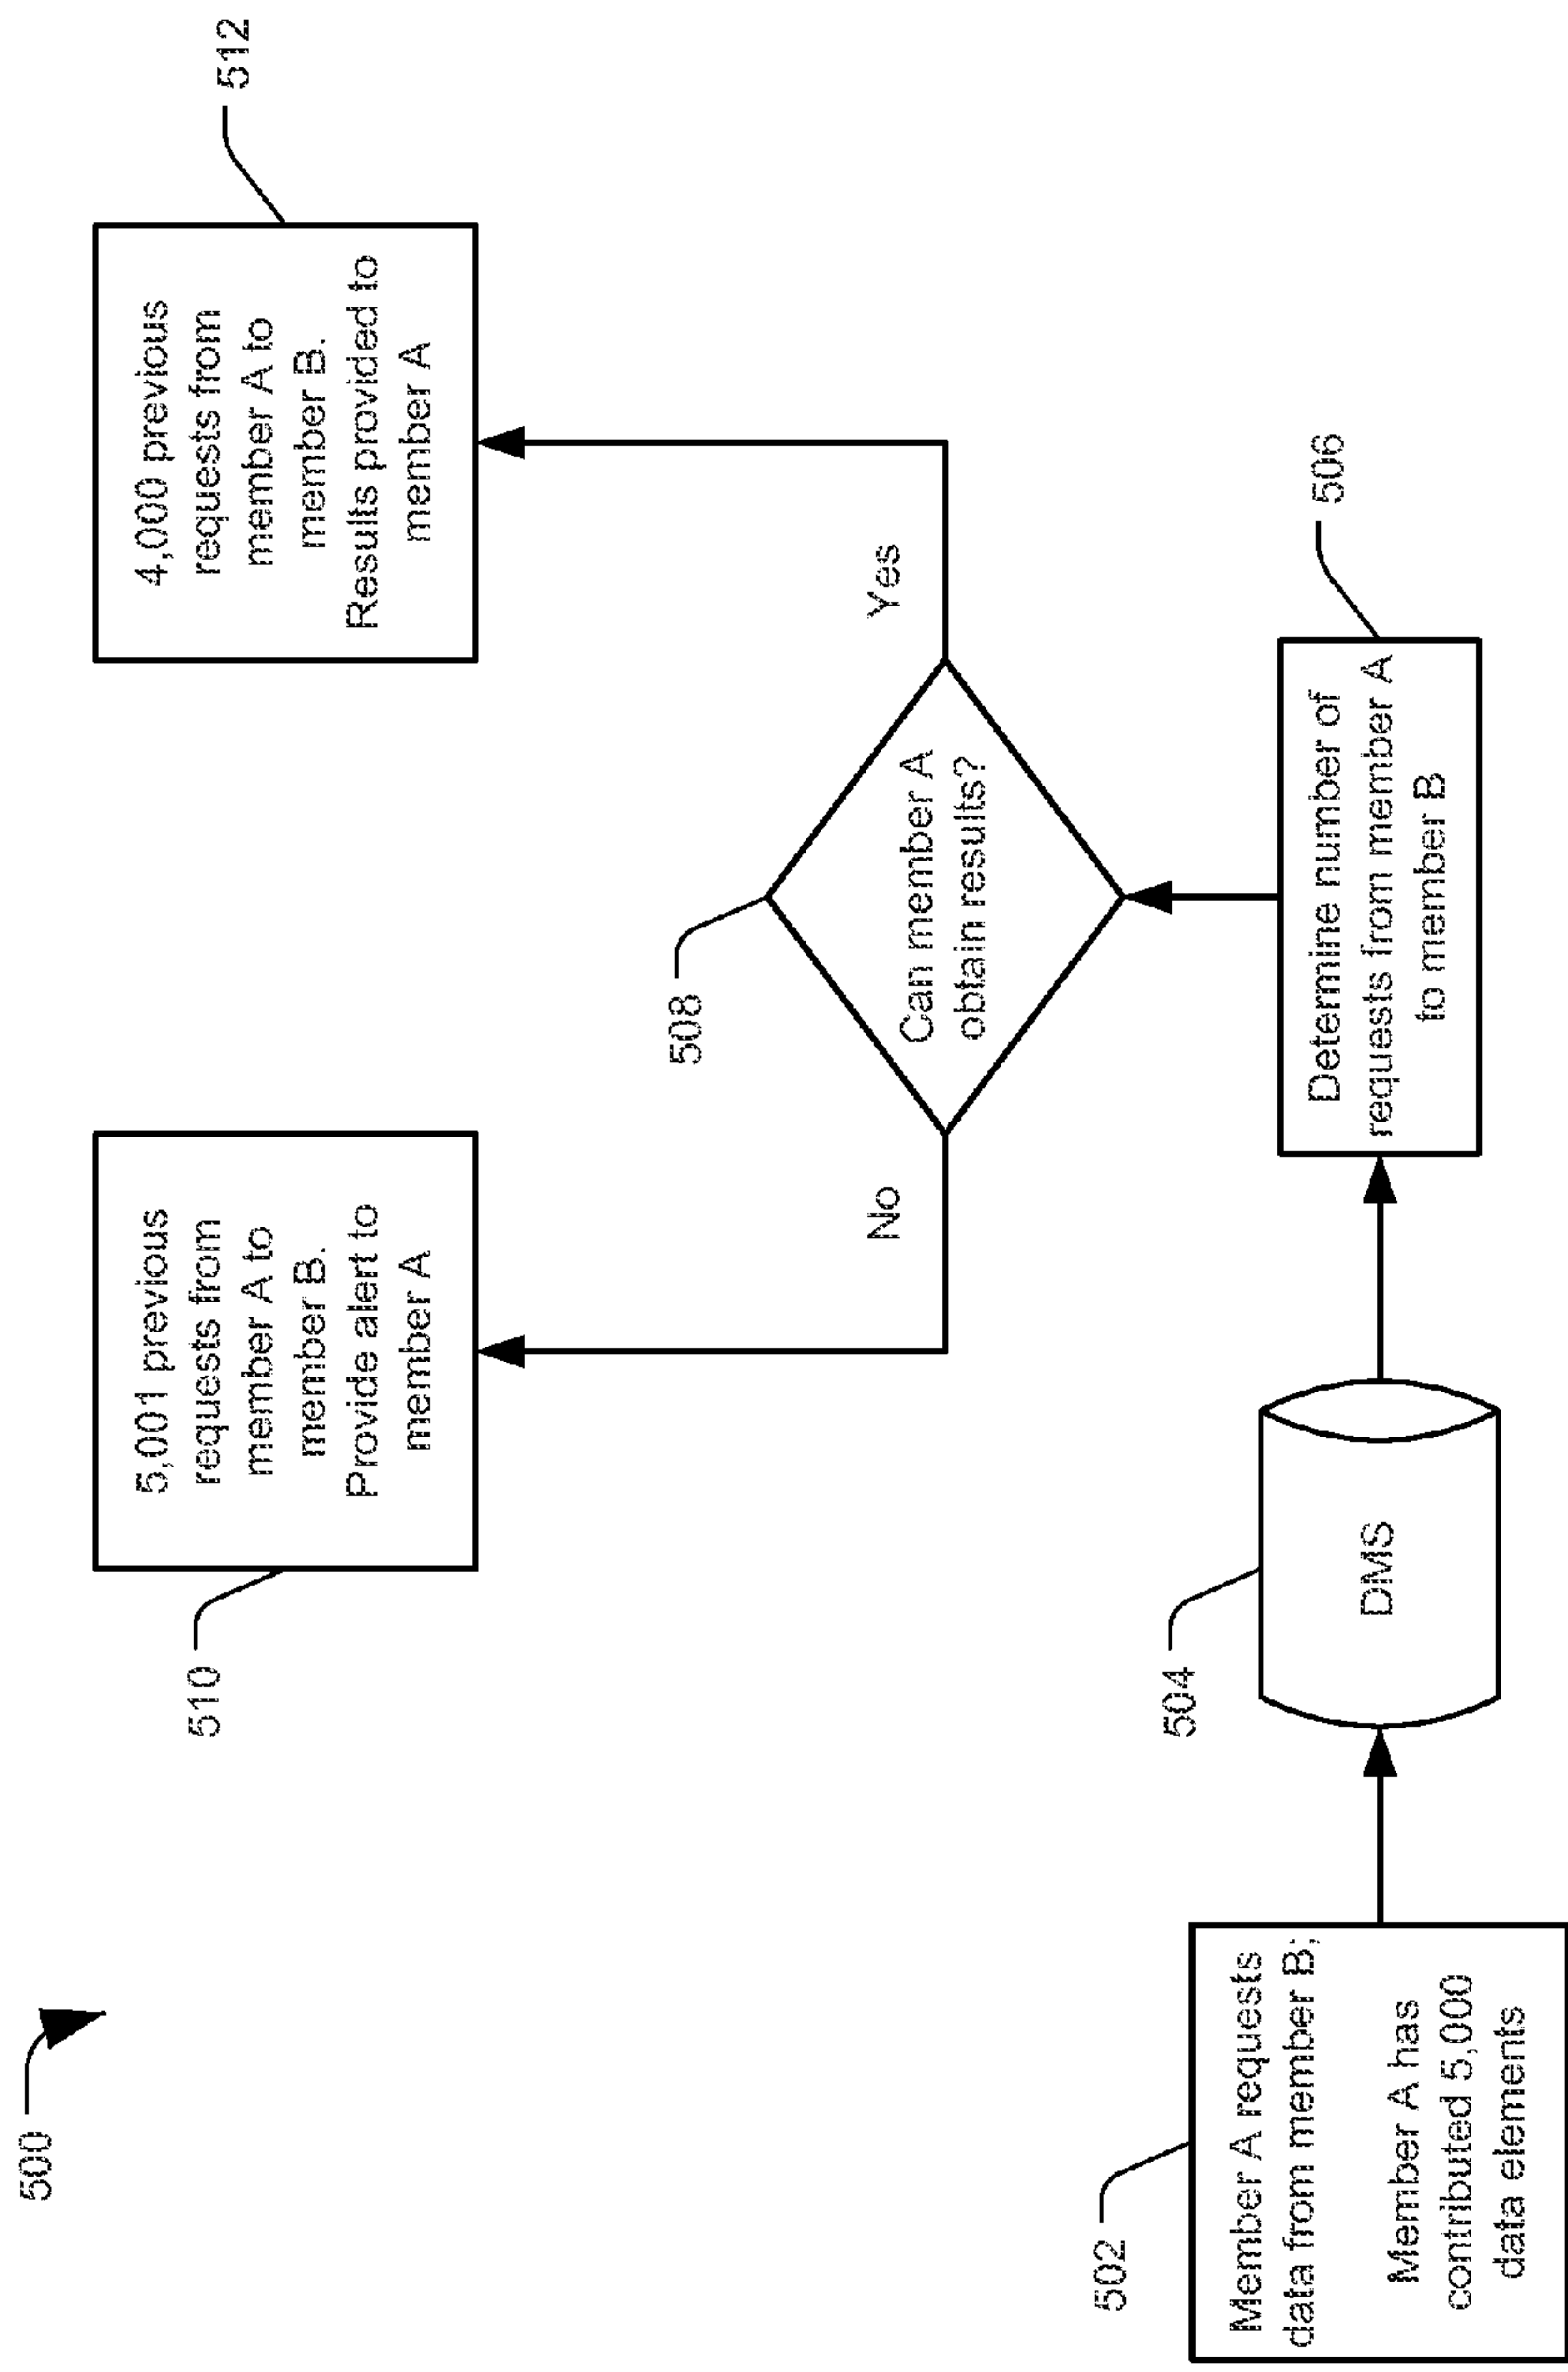 500
510
5,001 previous
requests from
member A to
member B.
Provide alert to
member A
512
4,000 previous
requests from
member A to
member B.
Results provided to
member A
508
No
Can member A
obtain results?
Yes
502
Member A requests
data from member B;
Member A has
contributed 5,000
data elements
504
DMS
506
Determine number of
requests from member A
to member B